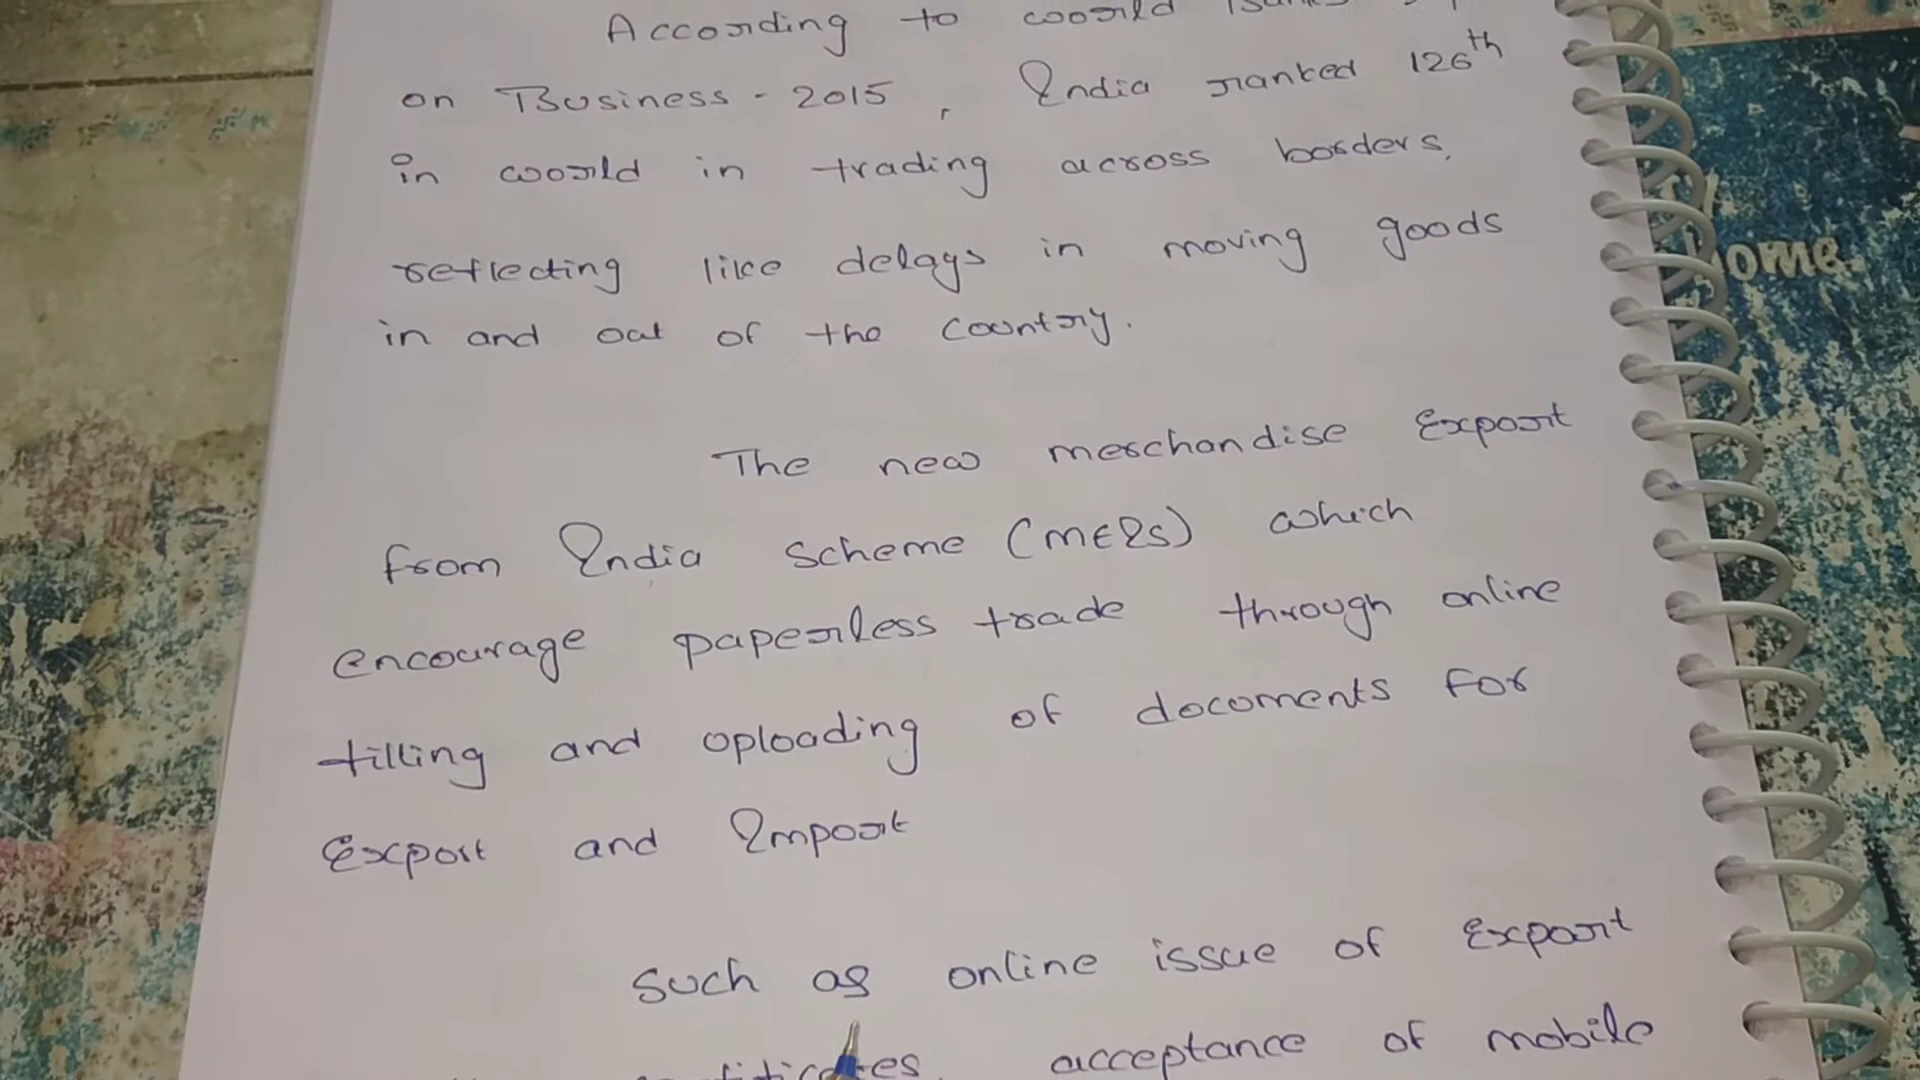 According to world
on Business - 2015, India ranked 126th
in world in trading across borders,
reflecting like delays in moving goods
in and out of the country.
The new merchandise Export
from India Scheme (MEIS) which
encourage paperless trade through online
filling and uploading of documents for
Export and Import
Such as online issue of Export
acceptance of mobile
ome.